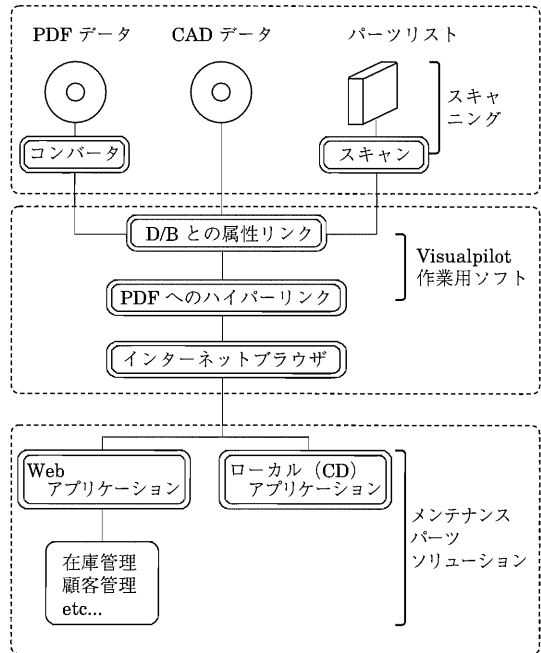 PDF データ
CAD データ
パーツリスト
スキャ
ニング
コンバータ
スキャン
D/B との属性リンク
Visualpilot
作業用ソフト
PDF へのハイパーリンク
インターネットブラウザ
Web
アプリケーション
ローカル（CD）
アプリケーション
メンテナンス
パーツ
ソリューション
在庫管理
顧客管理
etc...